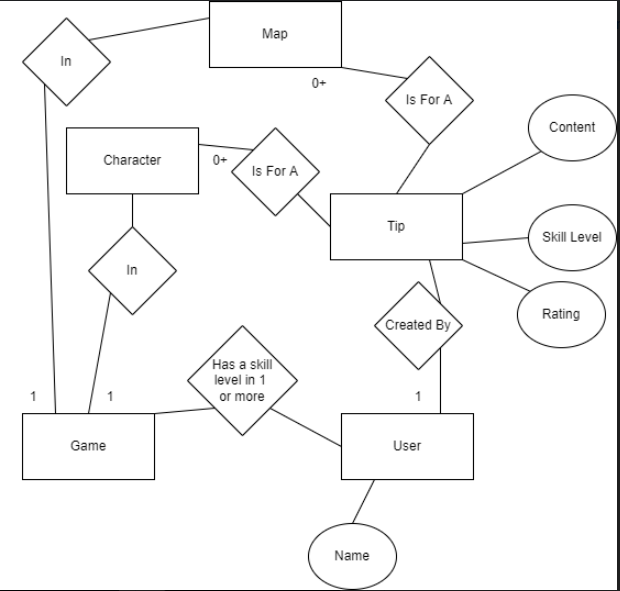 Map
In
0+
Is For A
Content
Character
0+
Is For A
Tip
Skill Level
In
Rating
Created By
Has a skill
level in 1
or more
1
1
1
Game
User
Name